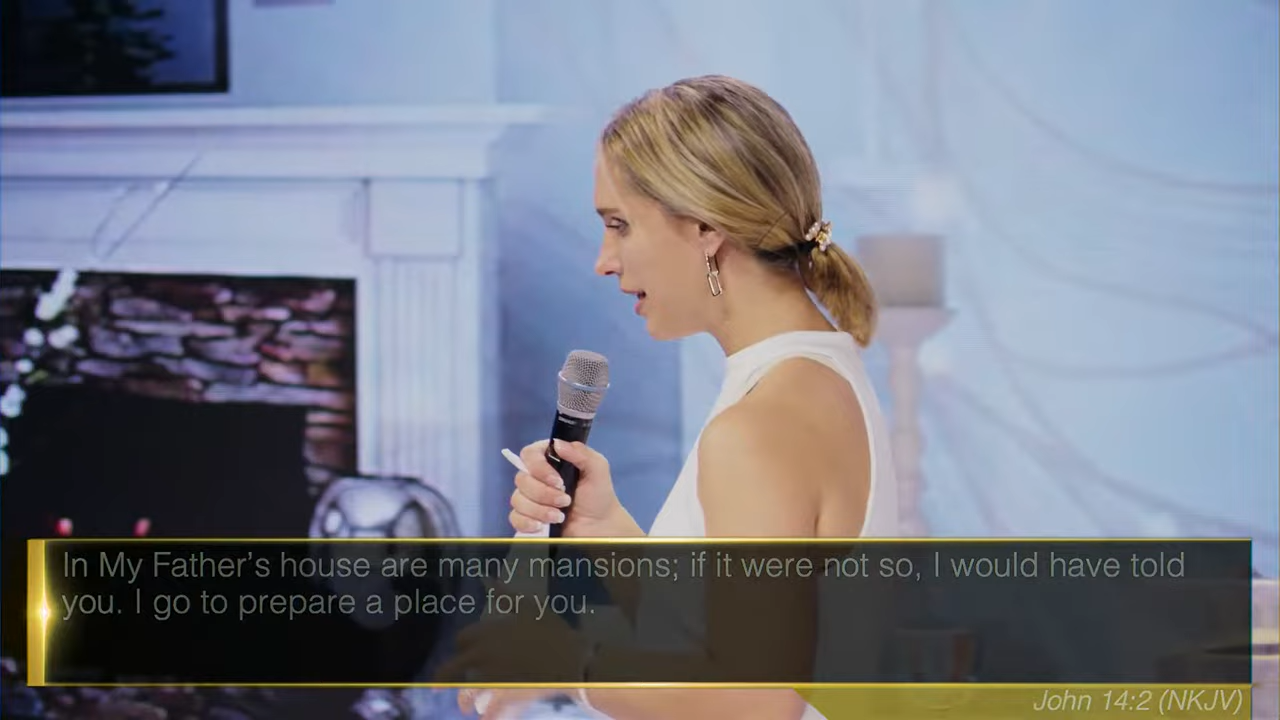 In My Father’s house are many mansions; if it were not so, I would have told
you. I go to prepare a place for you.
John 14:2 (NKJV)